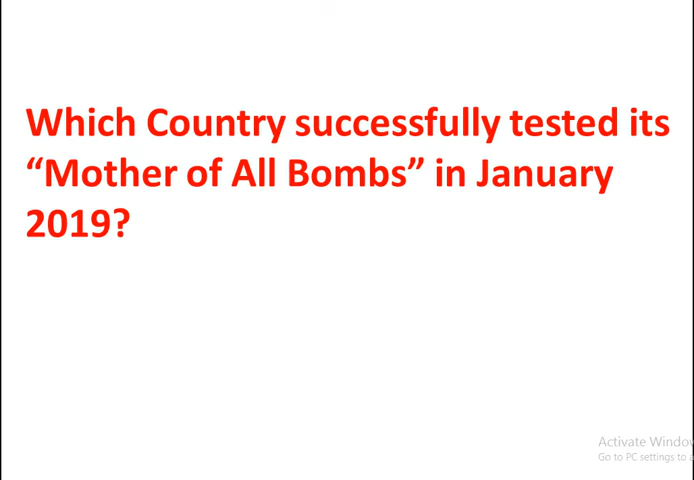 Which Country successfully tested its
“Mother of All Bombs” in January
2019?
Activate Window
Go to PC settings to a